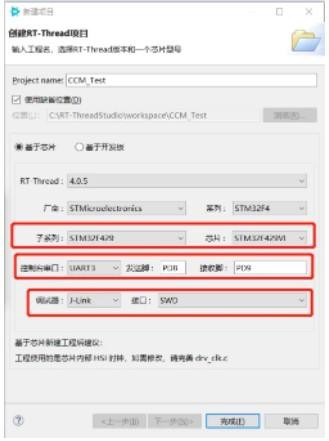 新建项目
创建RT-Thread项目
输入工程名、选择RT-Thread版本和一个芯片型号
Project name: CCM_Test
使用缺省位置(D)
位置(L): C:\RT-ThreadStudio\workspace\CCM_Test 浏览(R)...
基于芯片 基于开发板
RT-Thread: 4.0.5
厂商: STMicroelectronics 系列: STM32F4
子系列: STM32F429 芯片: STM32F429VI
控制台串口: UART3 发送脚: PD8 接收脚: PD9
调试器: J-Link 接口: SWD
基于芯片新建工程后建议:
工程使用的是芯片内部 HSI 时钟, 如需修改, 请完善 drv_clk.c
<上一步(B) 下一步(N)> 完成(F) 取消